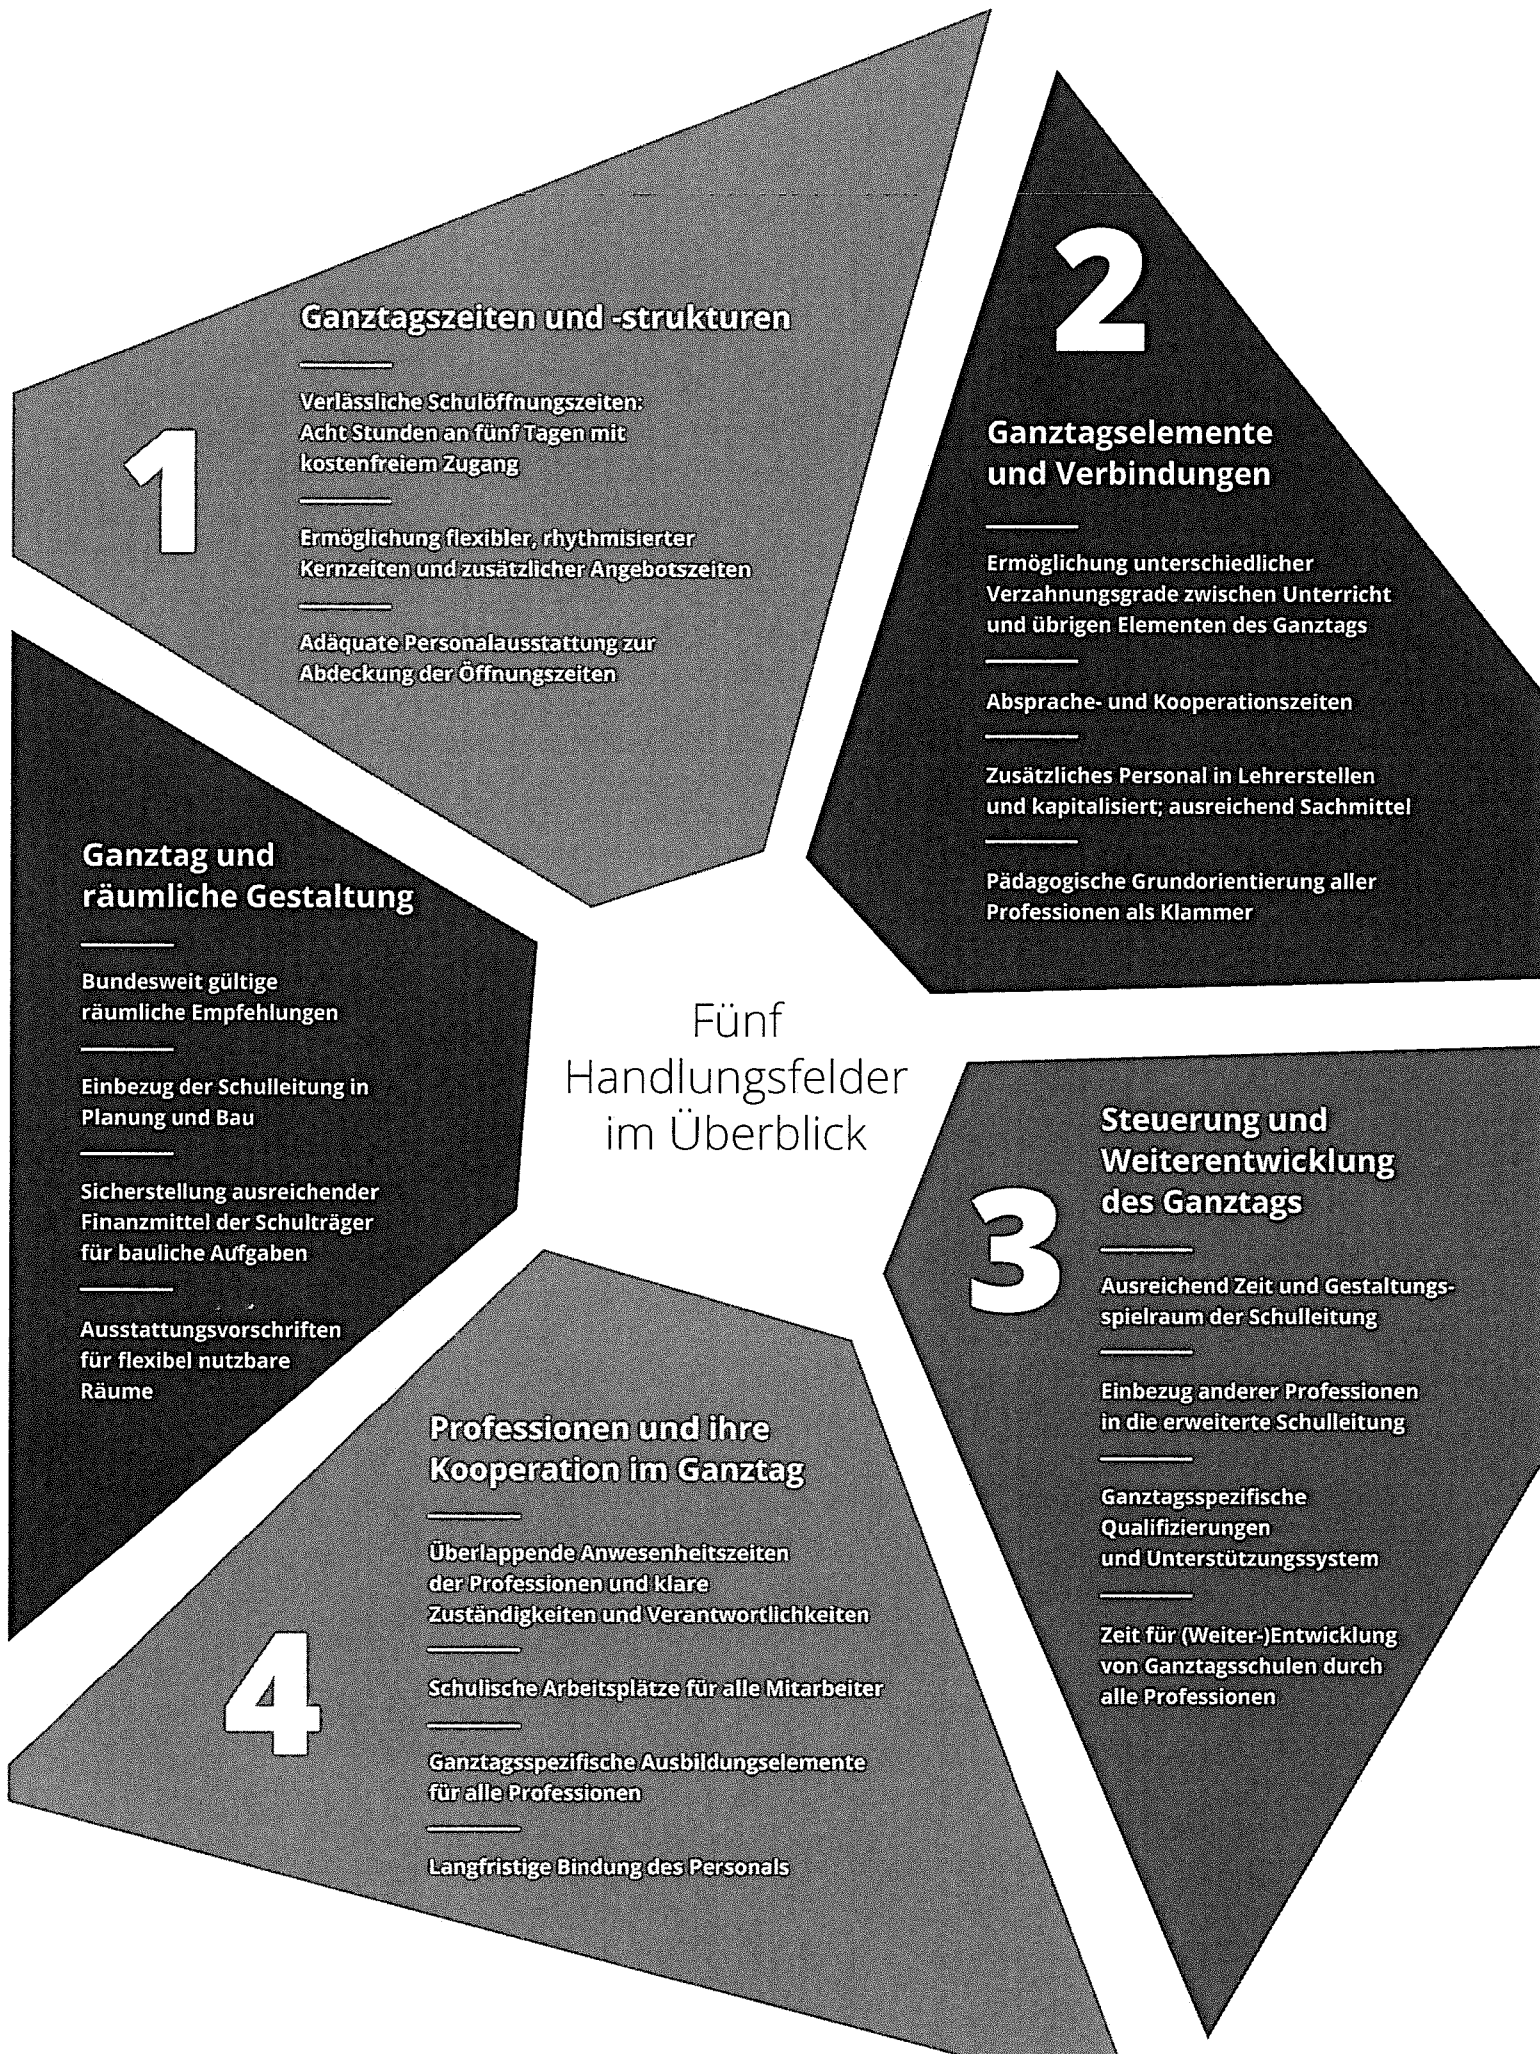 1
Ganztagszeiten und -strukturen
Verlässliche Schulöffnungszeiten:
Acht Stunden an fünf Tagen mit
kostenfreiem Zugang
Ermöglichung flexibler, rhythmisierter
Kernzeiten und zusätzlicher Angebotszeiten
Adäquate Personalausstattung zur
Abdeckung der Öffnungszeiten
2
Ganztagselemente
und Verbindungen
Ermöglichung unterschiedlicher
Verzahnungsgrade zwischen Unterricht
und übrigen Elementen des Ganztags
Absprache- und Kooperationszeiten
Zusätzliches Personal in Lehrerstellen
und kapitalisiert; ausreichend Sachmittel
Pädagogische Grundorientierung aller
Professionen als Klammer
Fünf
Handlungsfelder
im Überblick
3
Steuerung und
Weiterentwicklung
des Ganztags
Ausreichend Zeit und Gestaltungs-
spielraum der Schulleitung
Einbezug anderer Professionen
in die erweiterte Schulleitung
Ganztagsspezifische
Qualifizierungen
und Unterstützungssystem
Zeit für (Weiter-)Entwicklung
von Ganztagsschulen durch
alle Professionen
4
Professionen und ihre
Kooperation im Ganztag
Überlappende Anwesenheitszeiten
der Professionen und klare
Zuständigkeiten und Verantwortlichkeiten
Schulische Arbeitsplätze für alle Mitarbeiter
Ganztagsspezifische Ausbildungselemente
für alle Professionen
Langfristige Bindung des Personals
Ganztag und
räumliche Gestaltung
Bundesweit gültige
räumliche Empfehlungen
Einbezug der Schulleitung in
Planung und Bau
Sicherstellung ausreichender
Finanzmittel der Schulträger
für bauliche Aufgaben
Ausstattungsvorschriften
für flexibel nutzbare
Räume